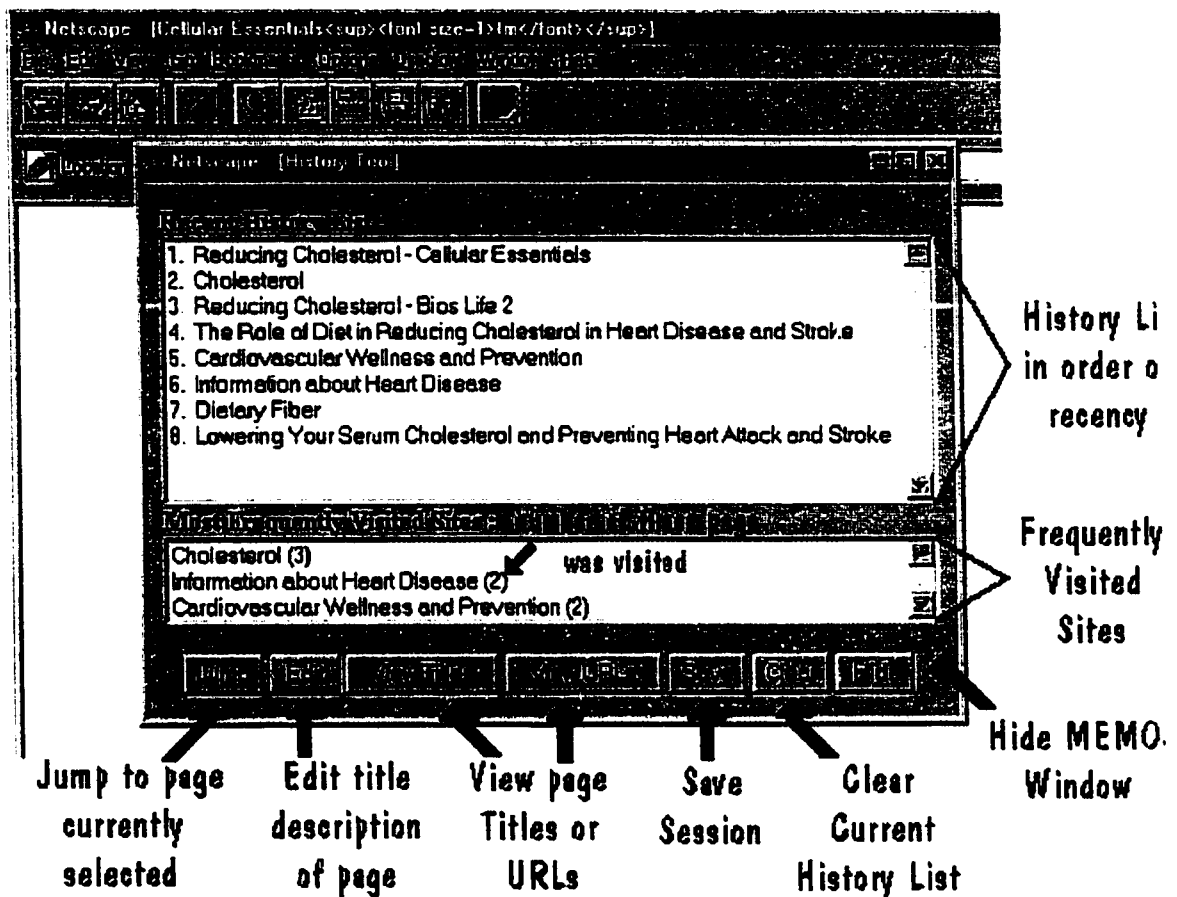 Netscape - [Cellular Essentials<sup><font size=-1>tm</font></sup>]
Location
Netscape - [History Tool]
1. Reducing Cholesterol - Cellular Essentials
2. Cholesterol
3. Reducing Cholesterol - Bios Life 2
4. The Role of Diet in Reducing Cholesterol in Heart Disease and Stroke
5. Cardiovascular Wellness and Prevention
6. Information about Heart Disease
7. Dietary Fiber
8. Lowering Your Serum Cholesterol and Preventing Heart Attack and Stroke
History Li
in order o
recency
Most Frequently Visited Sites
Cholesterol (3)
was visited
Information about Heart Disease (2)
Cardiovascular Wellness and Prevention (2)
Frequently
Visited
Sites
Hide MEMO
Window
Jump to page
currently
selected
Edit title
description
of page
View page
Titles or
URLs
Save
Session
Clear
Current
History List